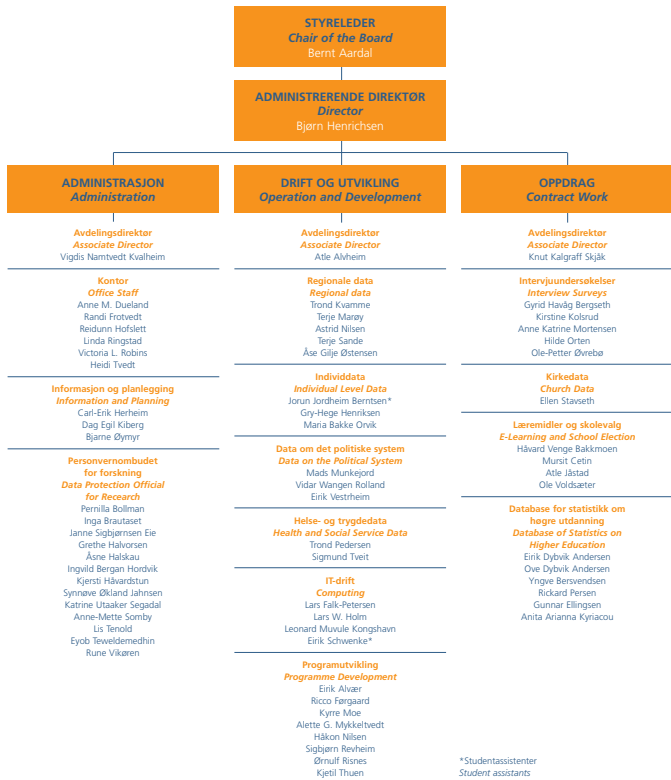 STYRELEDER
Chair of the Board
Bernt Aardal
ADMINISTRERENDE DIREKTØR
Director
Bjørn Henrichsen
ADMINISTRASJON
Administration
Avdelingsdirektør
Associate Director
Vigdis Namtvedt Kvalheim
Kontor
Office Staff
Anne M. Dueland
Randi Frotvedt
Reidunn Hofslett
Linda Ringstad
Victoria L. Robins
Heidi Tvedt
Informasjon og planlegging
Information and Planning
Carl-Erik Herheim
Dag Egil Kiberg
Bjarne Øymyr
Personvernombudet
for forskning
Data Protection Official
for Recearch
Pernilla Bollman
Inga Brautaset
Janne Sigbjørnsen Eie
Grethe Halvorsen
Åsne Halskau
Ingvild Bergan Hordvik
Kjersti Håvardstun
Synnøve Økland Jahnsen
Katrine Utaaker Segadal
Anne-Mette Somby
Lis Tenold
Eyob Teweldemedhin
Rune Vikøren
DRIFT OG UTVIKLING
Operation and Development
Avdelingsdirektør
Associate Director
Atle Alvheim
Regionale data
Regional data
Trond Kvamme
Terje Marøy
Astrid Nilsen
Terje Sande
Åse Gilje Østensen
Individdata
Individual Level Data
Jorun Jordheim Berntsen*
Gry-Hege Henriksen
Maria Bakke Orvik
Data om det politiske system
Data on the Political System
Mads Munkejord
Vidar Wangen Rolland
Eirik Vestrheim
Helse- og trygdedata
Health and Social Service Data
Trond Pedersen
Sigmund Tveit
IT-drift
Computing
Lars Falk-Petersen
Lars W. Holm
Leonard Muvule Kongshavn
Eirik Schwenke*
Programutvikling
Programme Development
Eirik Alvær
Ricco Førgaard
Kyrre Moe
Alette G. Mykkeltvedt
Håkon Nilsen
Sigbjørn Revheim
Ørnulf Risnes
Kjetil Thuen
OPPDRAG
Contract Work
Avdelingsdirektør
Associate Director
Knut Kalgraff Skjåk
Intervjuundersøkelser
Interview Surveys
Gyrid Havåg Bergseth
Kirstine Kolsrud
Anne Katrine Mortensen
Hilde Orten
Ole-Petter Øvrebø
Kirkedata
Church Data
Ellen Stavseth
Læremidler og skolevalg
E-Learning and School Election
Håvard Venge Bakkmoen
Mursit Cetin
Atle Jåstad
Ole Voldsæter
Database for statistikk om
høgre utdanning
Database of Statistics on
Higher Education
Eirik Dybvik Andersen
Ove Dybvik Andersen
Yngve Bersvendsen
Rickard Persen
Gunnar Ellingsen
Anita Arianna Kyriacou
*Studentassistenter
Student assistants